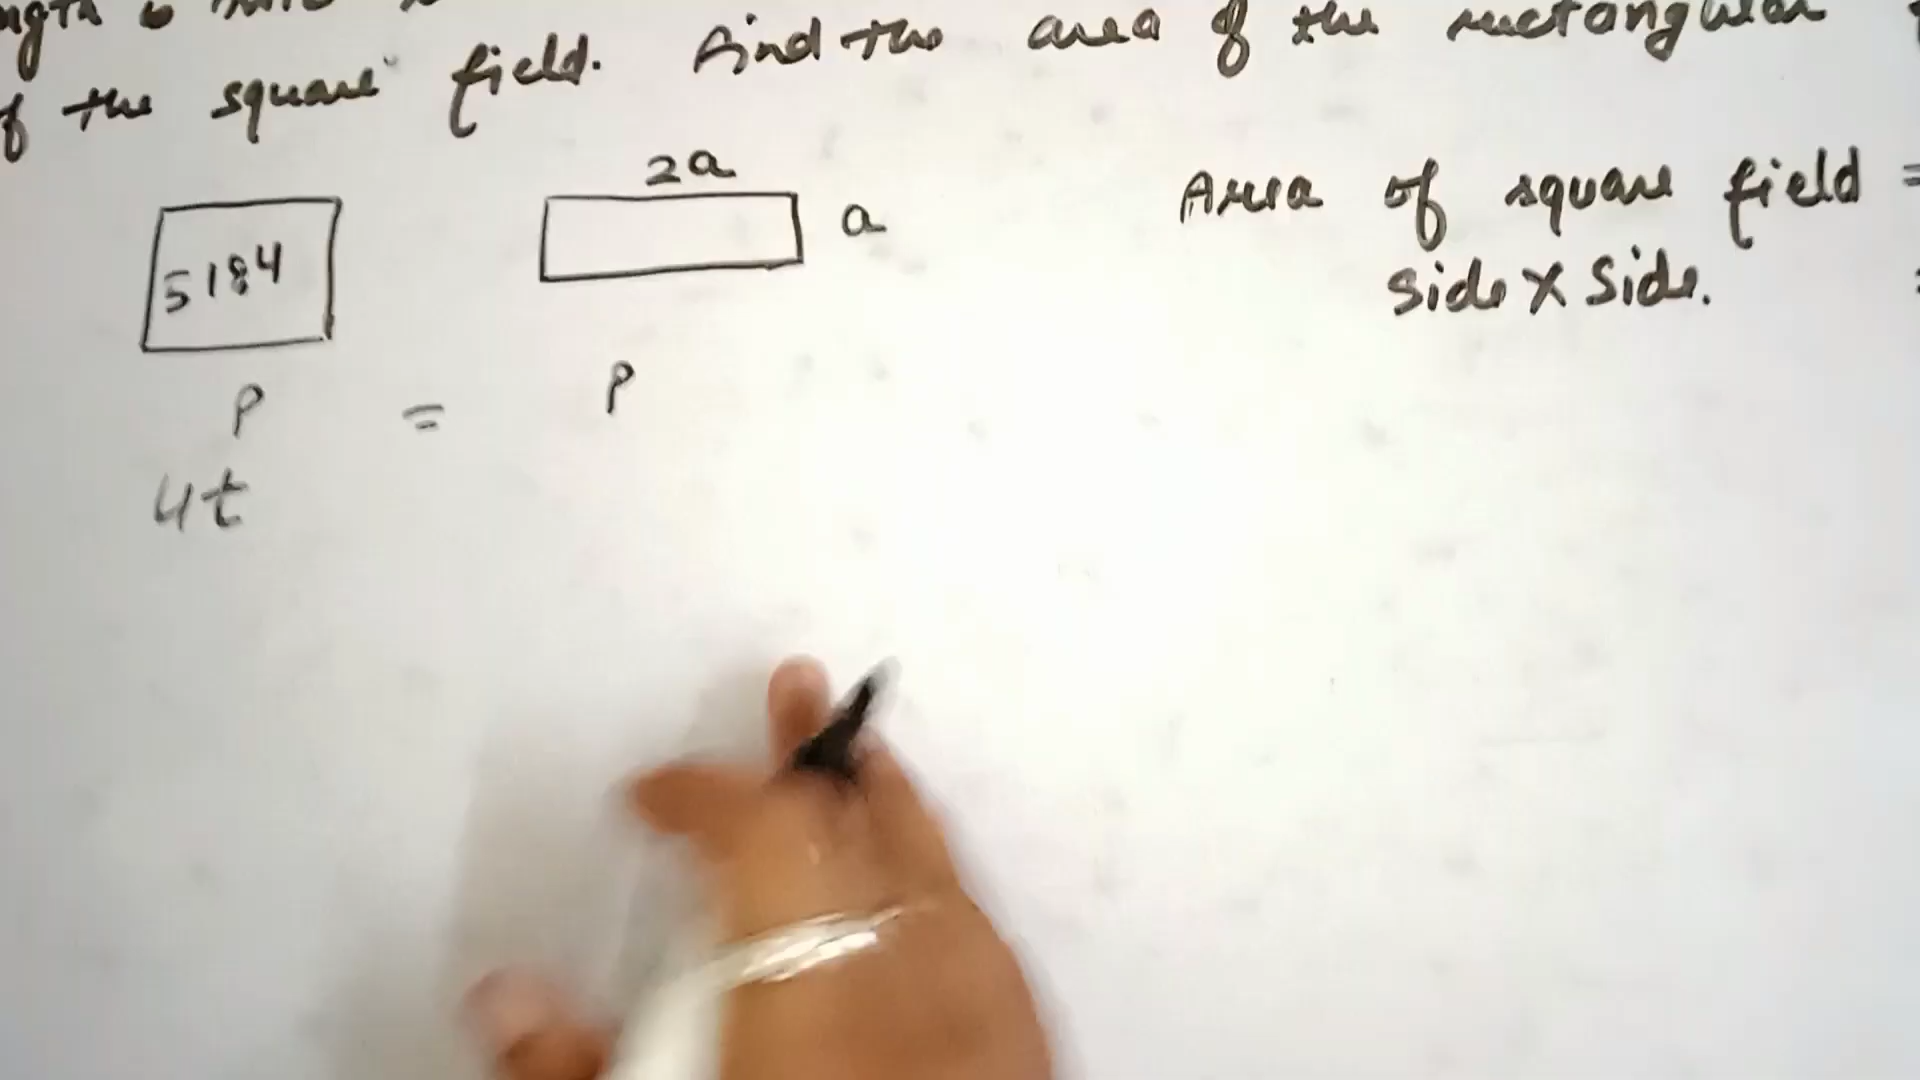 of the square field. find the area of the rectangular
2a
5184
a
Area of square field =
side X side.
P = P
4t